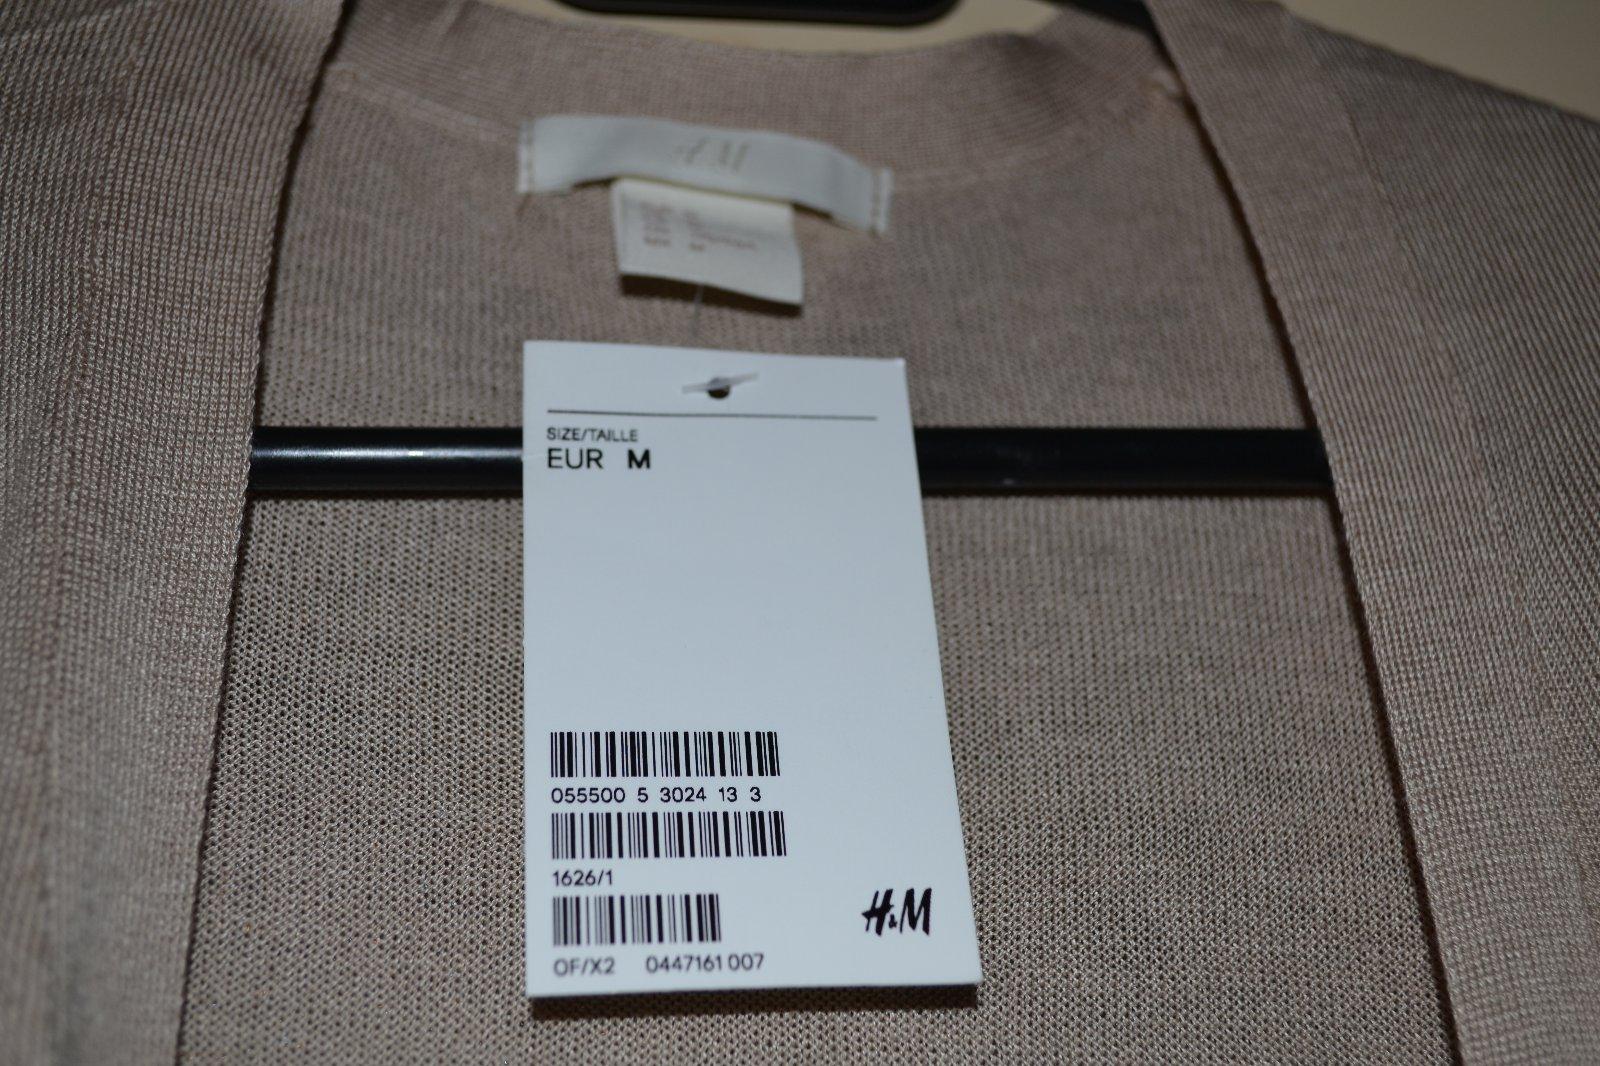 H&M
SIZE/TAILLE
EUR M
055500 5 3024 13 3
1626/1
H&M
OF/X2 0447161 007